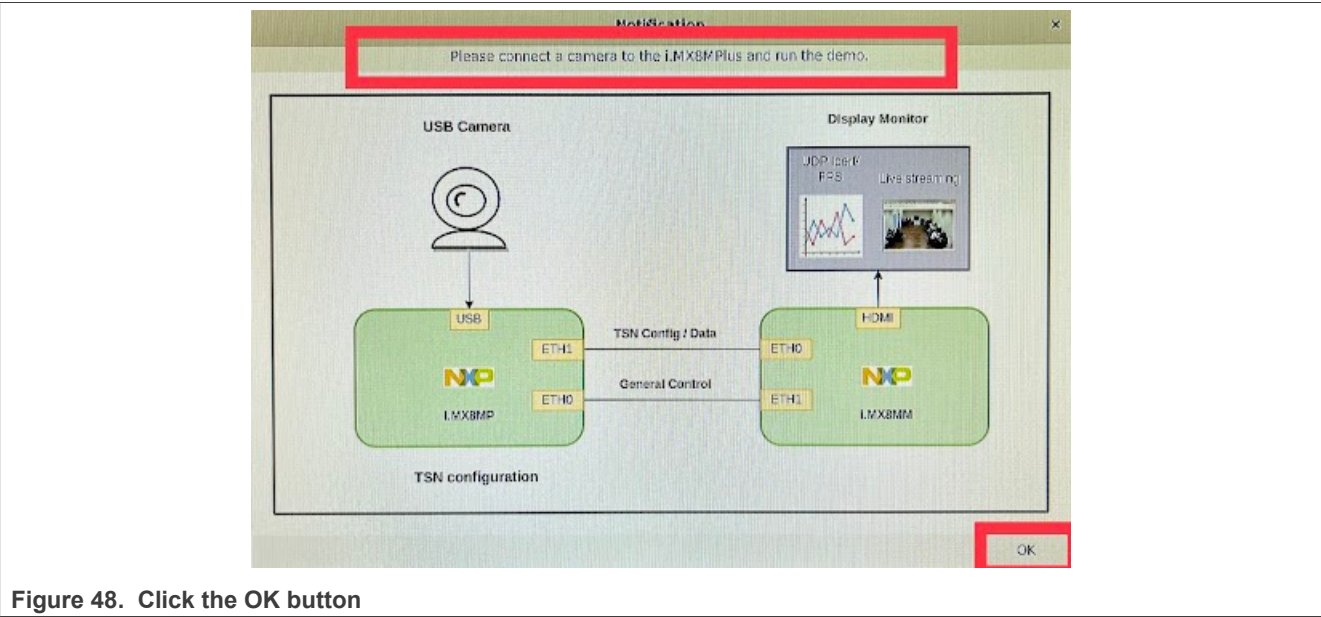 Notification
×
Please connect a camera to the i.MX8MPlus and run the demo.
USB Camera
Display Monitor
UDP
FPS
Live streaming
USB
HDMI
TSN Config / Data
ETH1
ETH0
NXP
NXP
General Control
ETH0
ETH1
i.MX8MP
i.MX8MM
TSN configuration
OK
Figure 48. Click the OK button